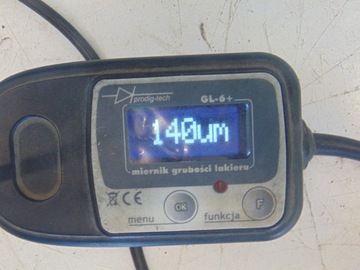 prodig-tech
GL-6+
140um
miernik grubości lakieru
CE
menu
OK
funkcja
F